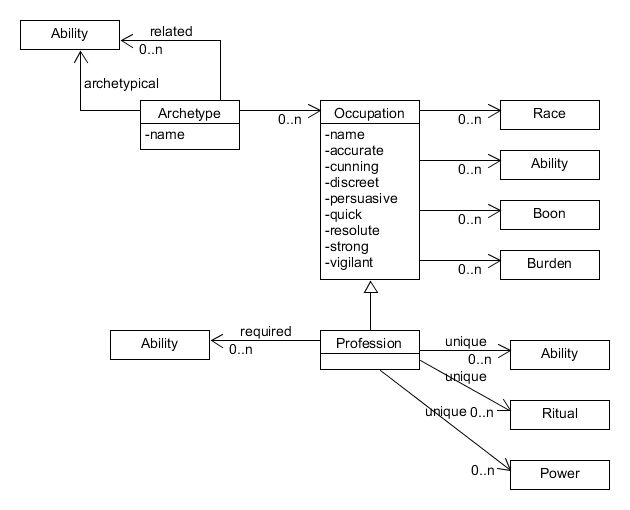 Ability
related
0..n
archetypical
Archetype
-name
0..n
Occupation
-name
-accurate
-cunning
-discreet
-persuasive
-quick
-resolute
-strong
-vigilant
0..n
Race
0..n
Ability
0..n
Boon
0..n
Burden
Ability
required
0..n
Profession
unique
0..n
Ability
unique
unique
0..n
Ritual
0..n
Power